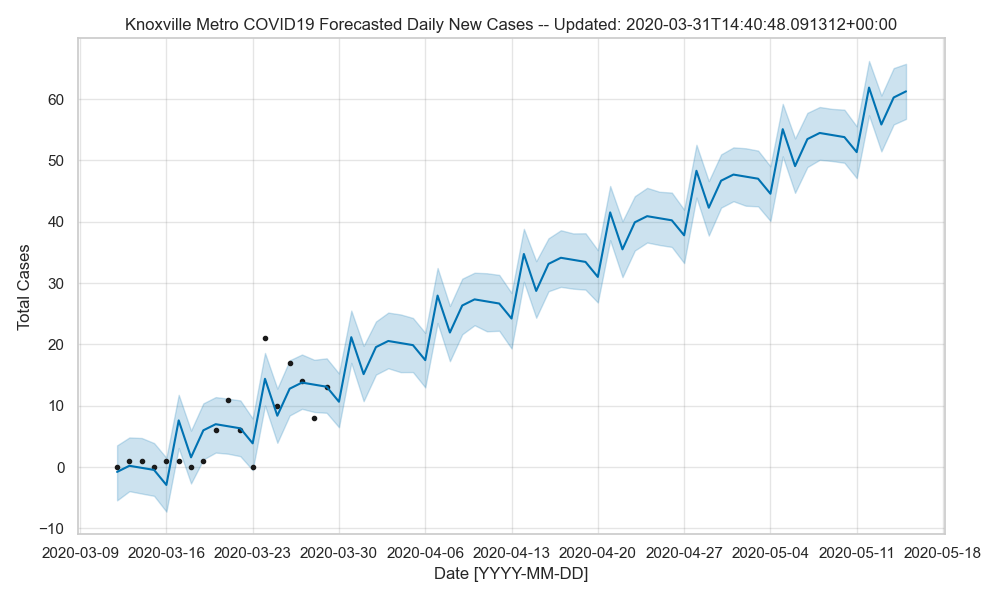 Knoxville Metro COVID19 Forecasted Daily New Cases -- Updated: 2020-03-31T14:40:48.091312+00:00
Total Cases
60
50
40
30
20
10
0
−10
2020-03-09 2020-03-16 2020-03-23 2020-03-30 2020-04-06 2020-04-13 2020-04-20 2020-04-27 2020-05-04 2020-05-11 2020-05-18
Date [YYYY-MM-DD]